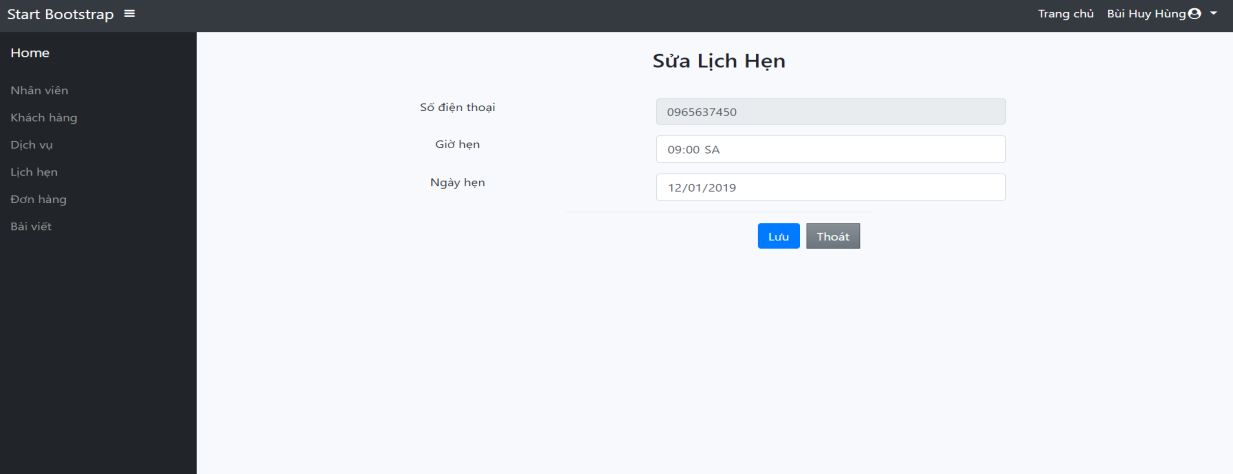 Start Bootstrap
Trang chủ Bùi Huy Hùng
Home
Nhân viên
Khách hàng
Dịch vụ
Lịch hẹn
Đơn hàng
Bài viết
Sửa Lịch Hẹn
Số điện thoại 0965637450
Giờ hẹn 09:00 SA
Ngày hẹn 12/01/2019
Lưu Thoát